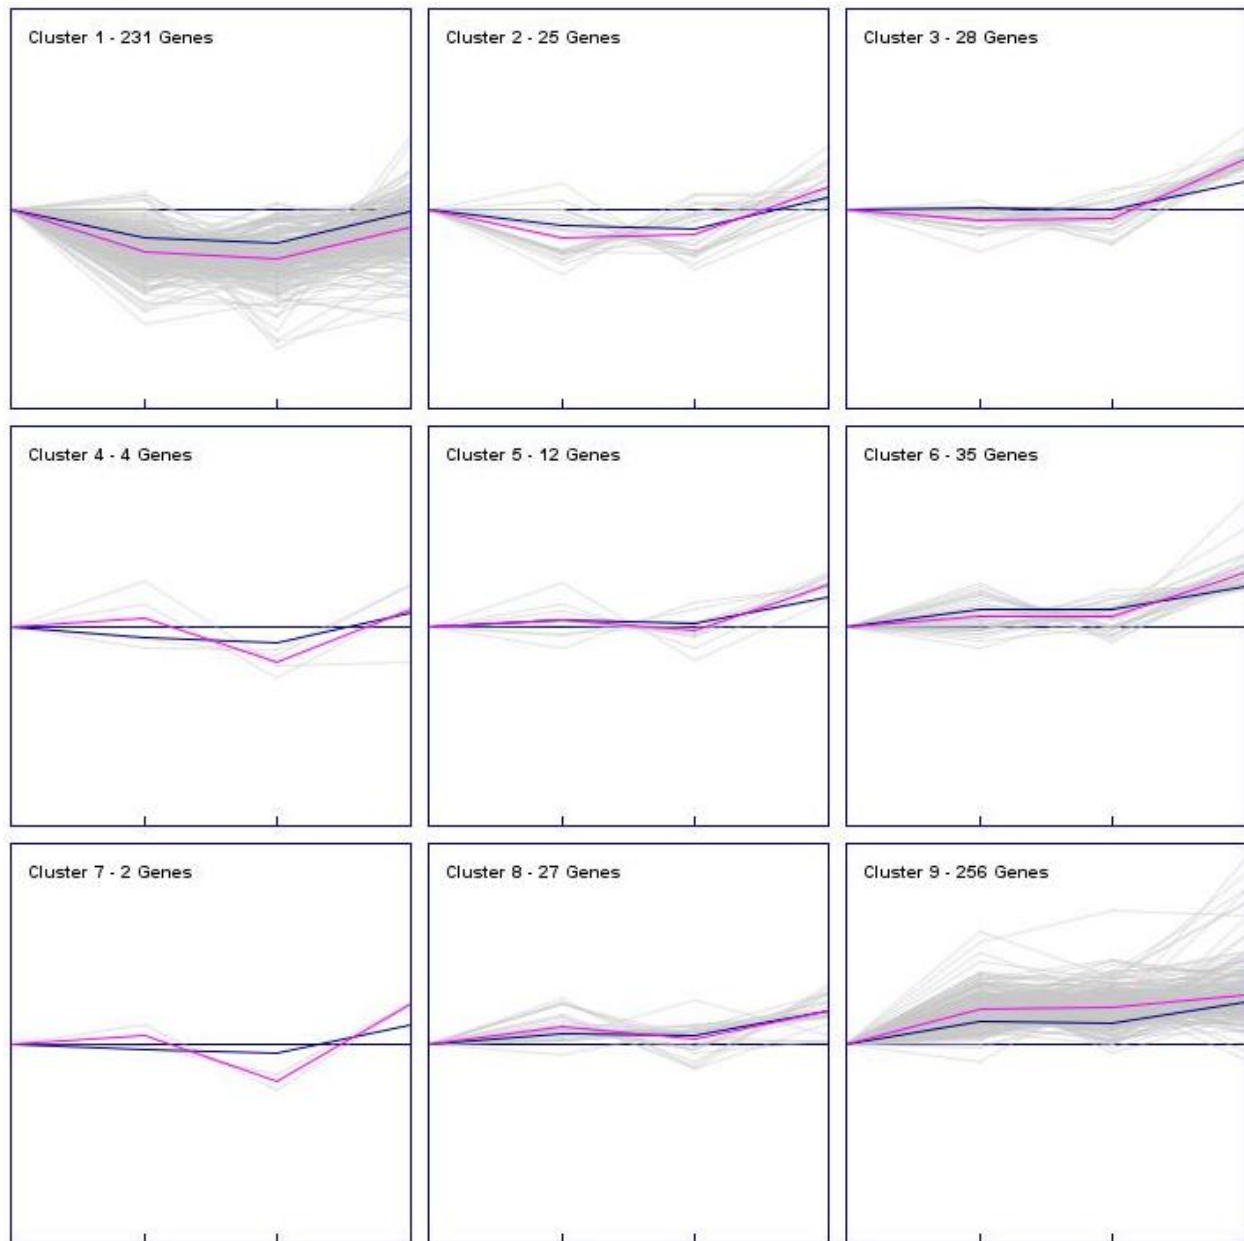 Cluster 1 - 231 Genes
Cluster 2 - 25 Genes
Cluster 3 - 28 Genes
Cluster 4 - 4 Genes
Cluster 5 - 12 Genes
Cluster 6 - 35 Genes
Cluster 7 - 2 Genes
Cluster 8 - 27 Genes
Cluster 9 - 256 Genes